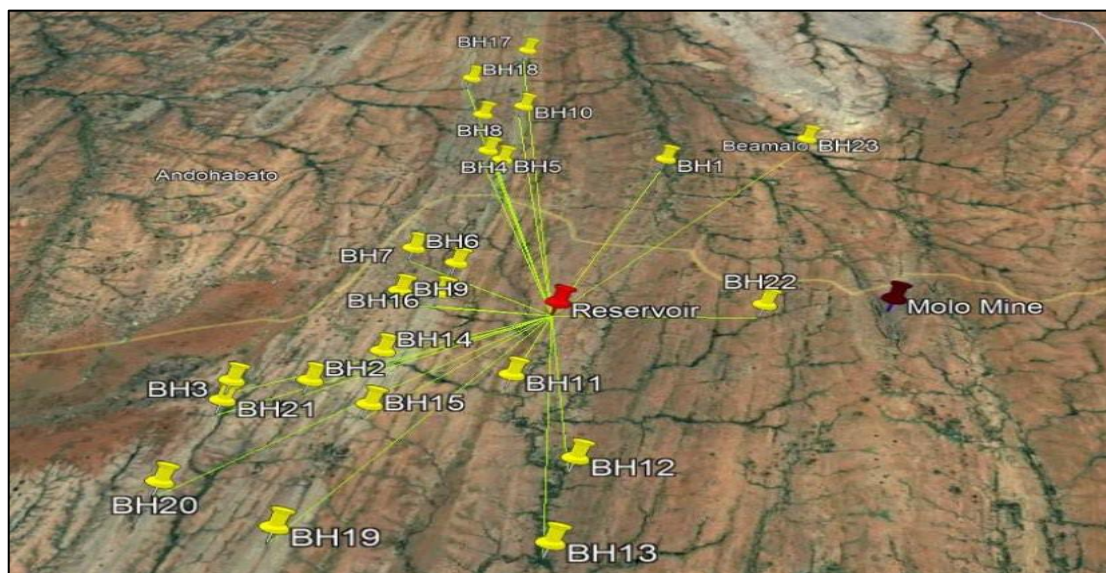 BH17
BH18
BH10
BH8
BH4
BH5
BH1
Beamalo
BH23
Andohabato
BH6
BH7
BH9
BH16
BH22
Reservoir
Molo Mine
BH14
BH2
BH11
BH3
BH21
BH15
BH12
BH20
BH19
BH13